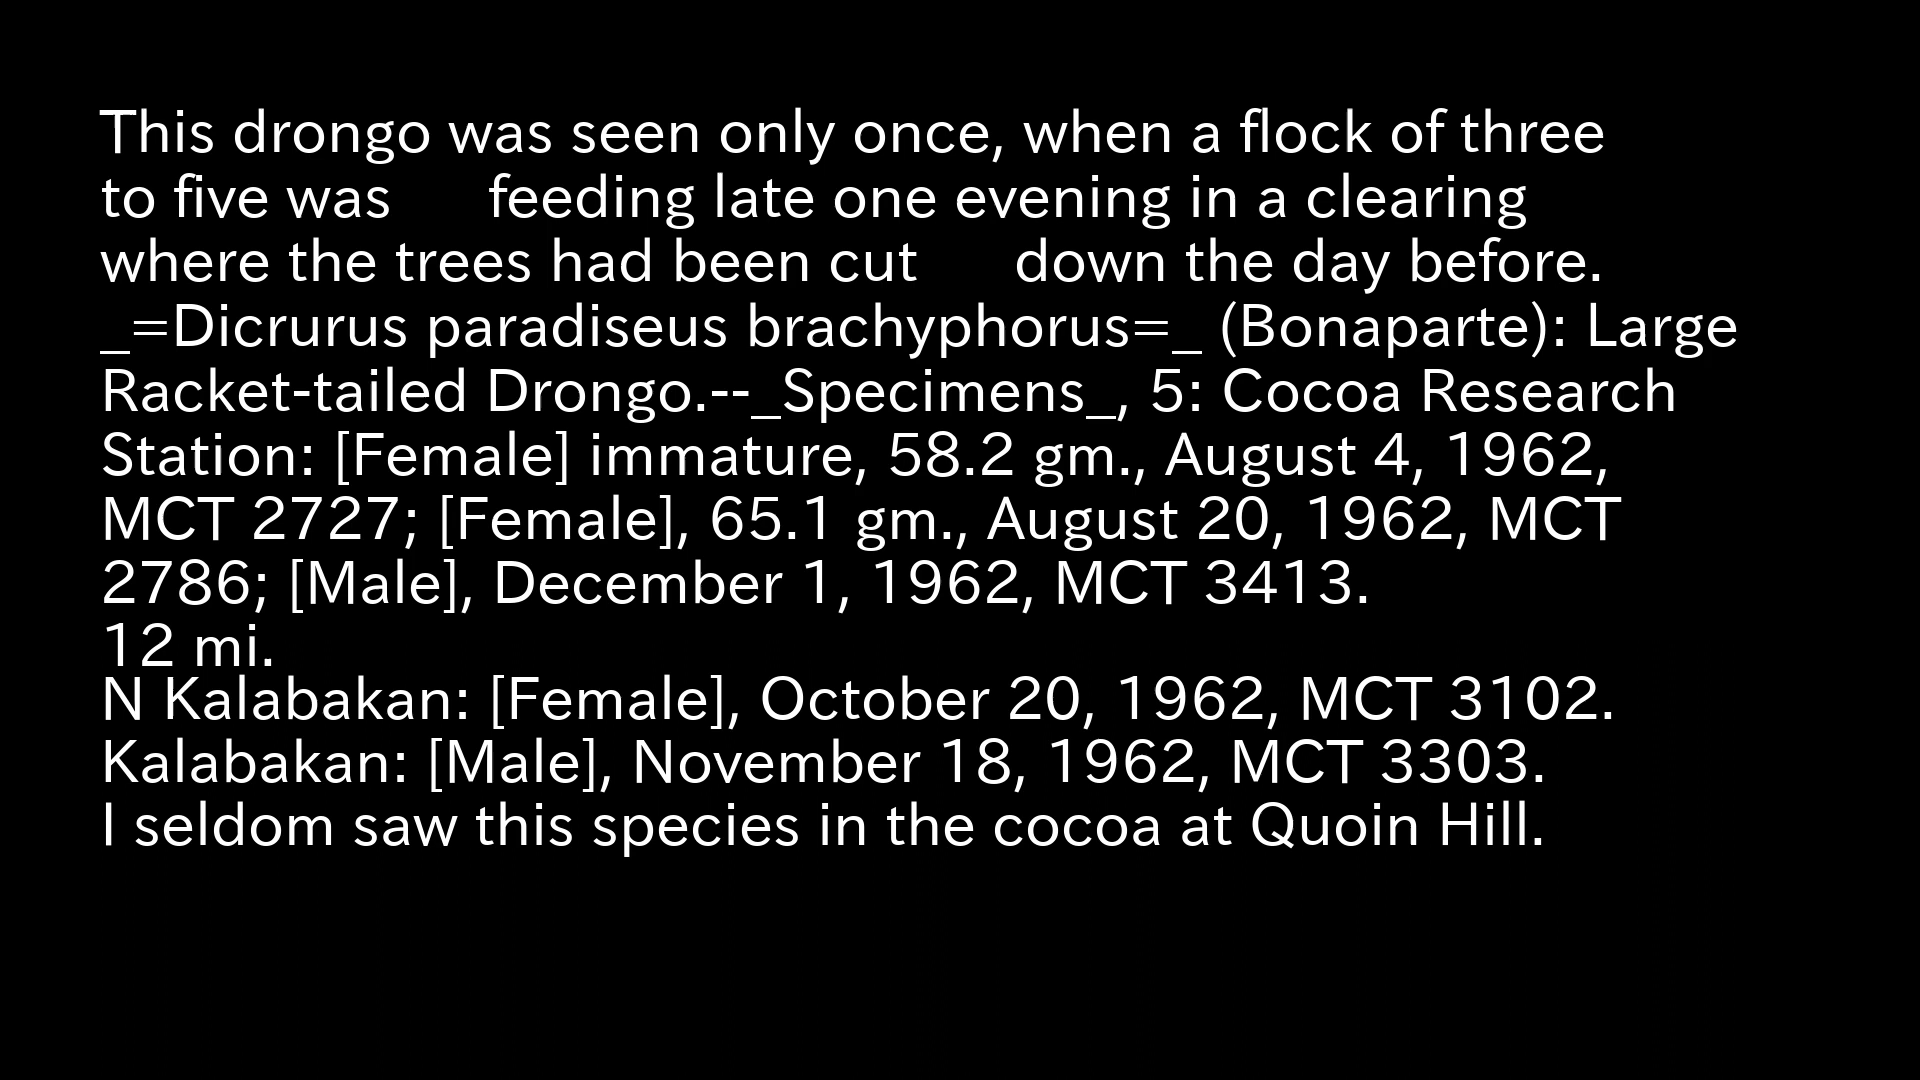 This drongo was seen only once, when a flock of three
to five was      feeding late one evening in a clearing
where the trees had been cut      down the day before.
_=Dicrurus paradiseus brachyphorus=_ (Bonaparte): Large
Racket-tailed Drongo.--_Specimens_, 5: Cocoa Research
Station: [Female] immature, 58.2 gm., August 4, 1962,
MCT 2727; [Female], 65.1 gm., August 20, 1962, MCT
2786; [Male], December 1, 1962, MCT 3413.
12 mi.
N Kalabakan: [Female], October 20, 1962, MCT 3102.
Kalabakan: [Male], November 18, 1962, MCT 3303.
I seldom saw this species in the cocoa at Quoin Hill.